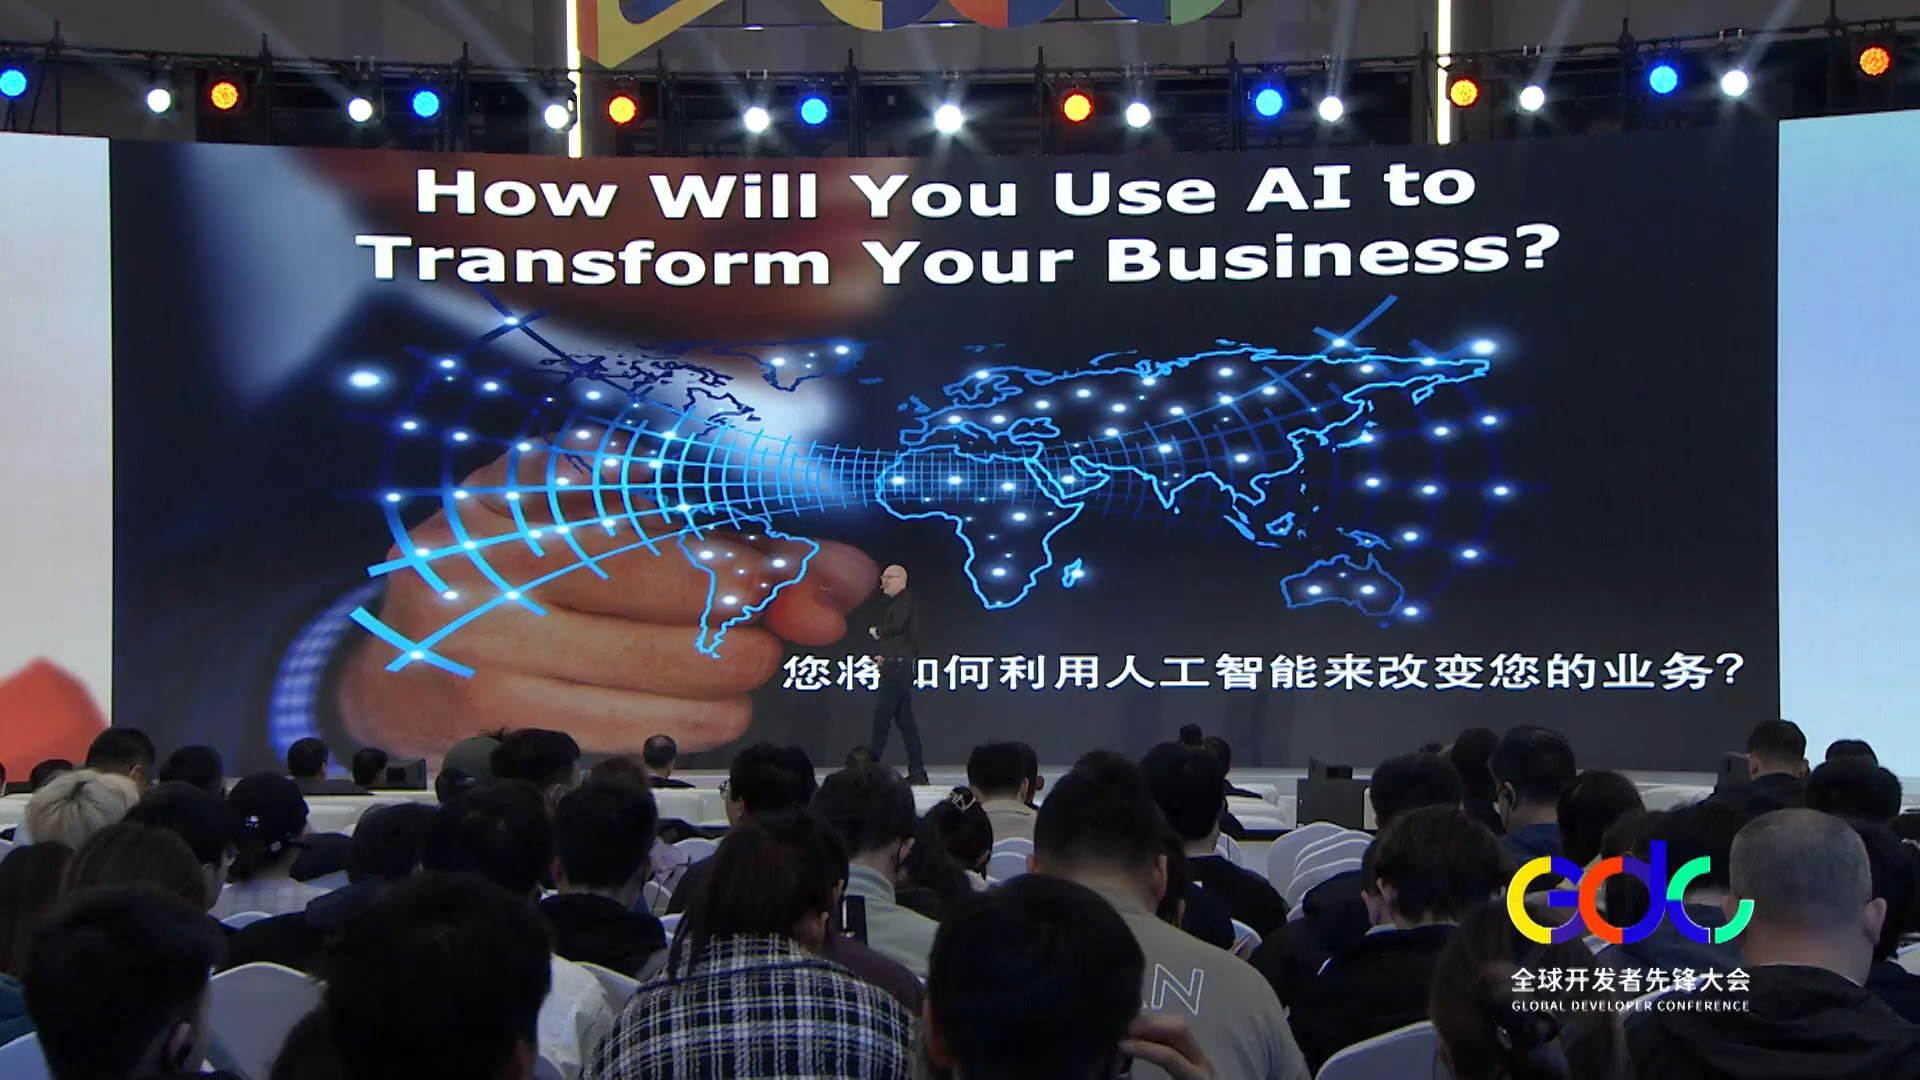 How Will You Use AI to
Transform Your Business?
您将如何利用人工智能来改变您的业务?
AN
GDC
全球开发者先锋大会
GLOBAL DEVELOPER CONFERENCE